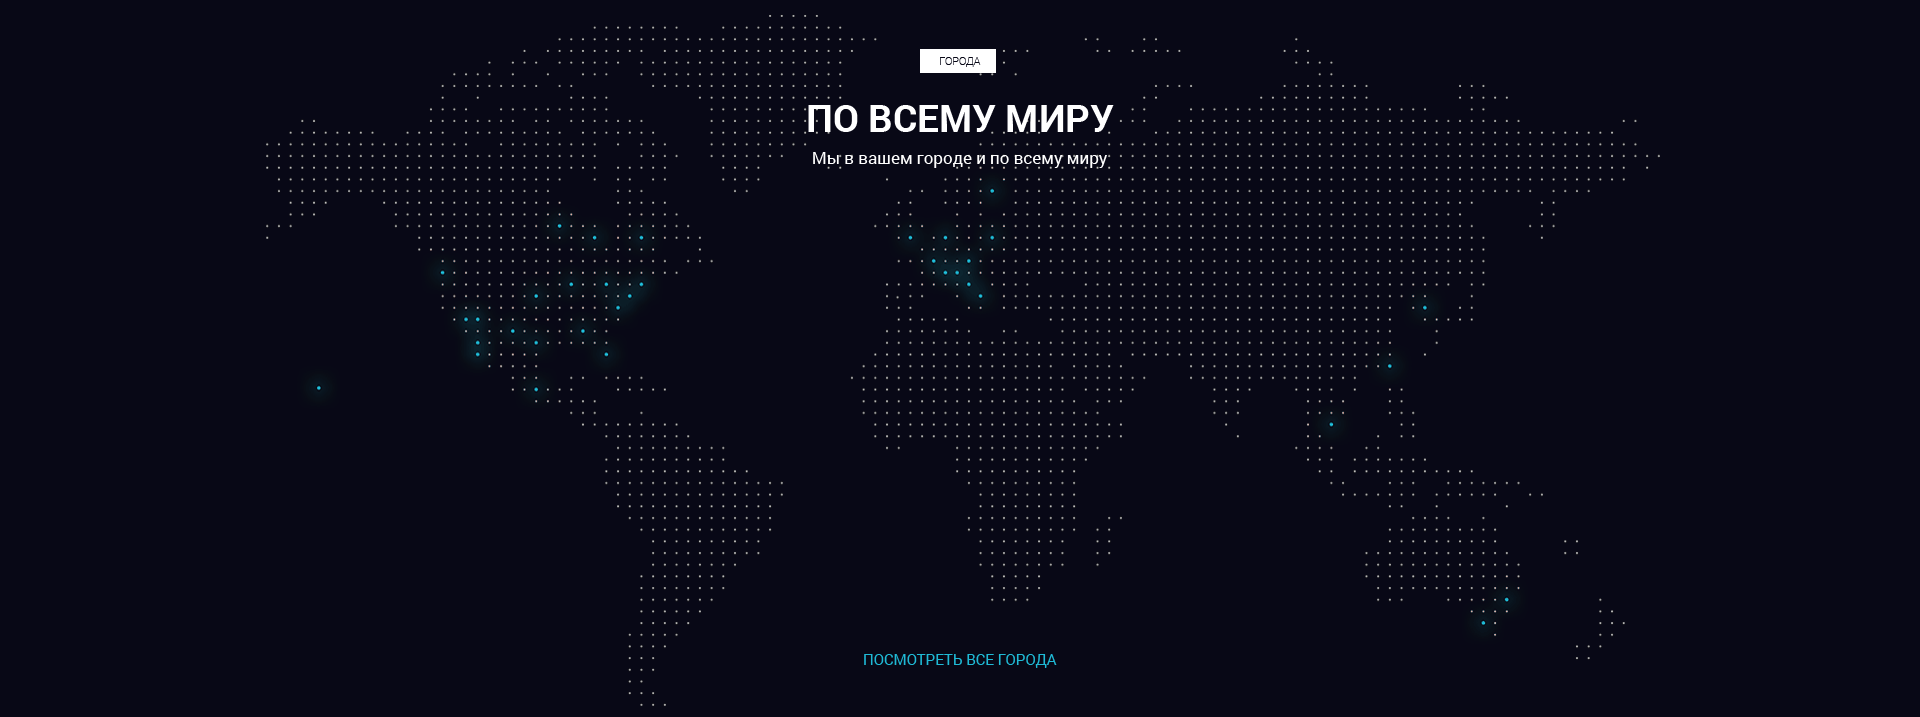 ГОРОДА
ПО ВСЕМУ МИРУ
Мы в вашем городе и по всему миру
ПОСМОТРЕТЬ ВСЕ ГОРОДА